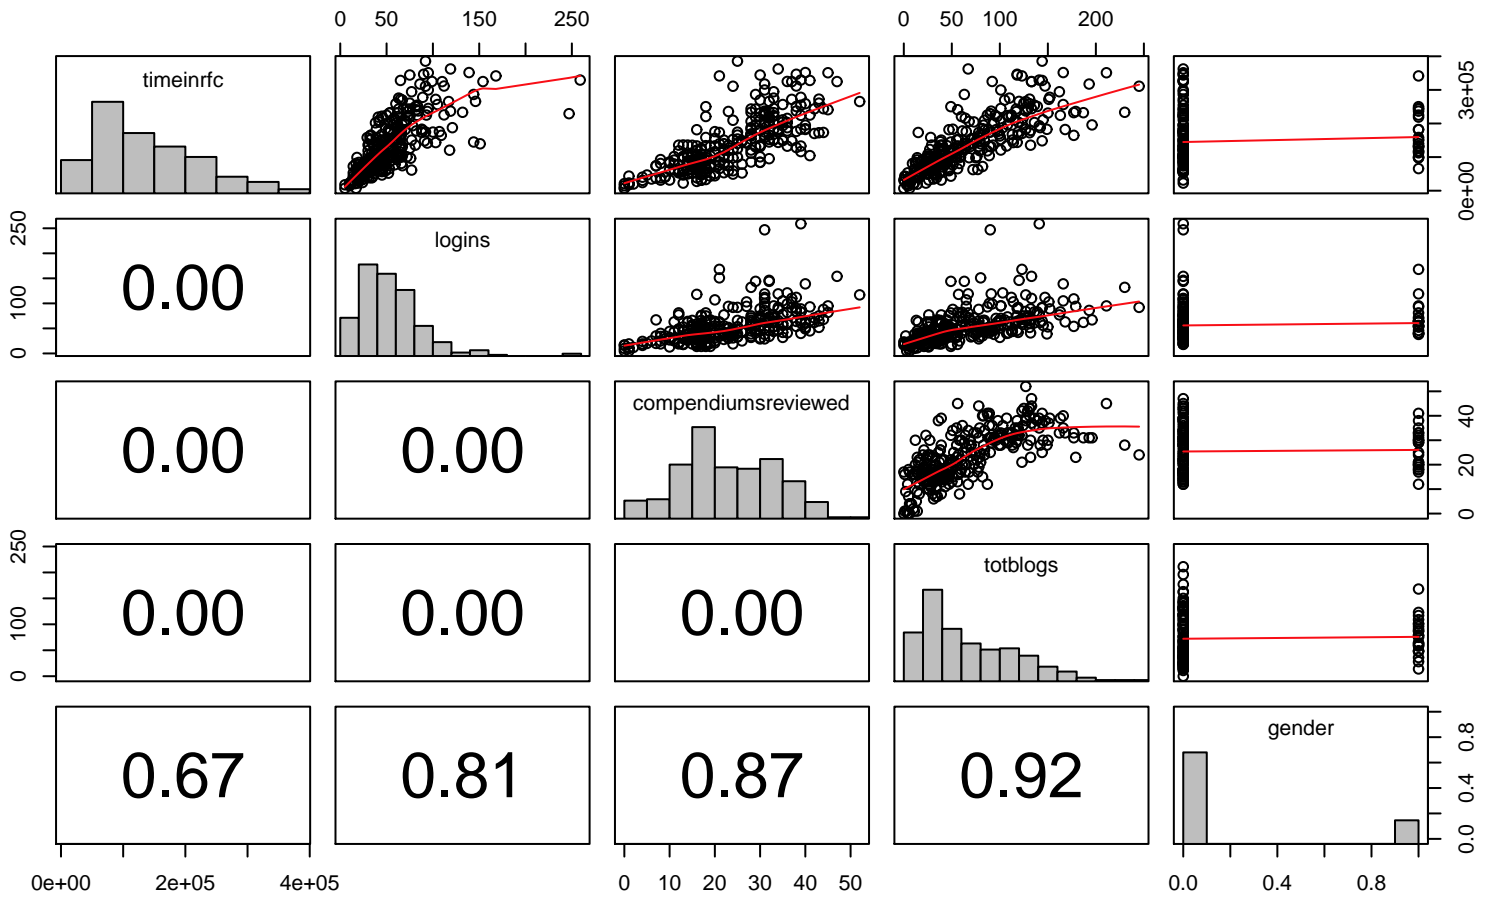 0 50 150 250 0 50 100 200
timeinrfc
0e+00 3e+05
0 100 250
0.00
logins
0.00 0.00
compendiumsreviewed
0 20 40
0 100 250
0.00 0.00 0.00
totblogs
0.67 0.81 0.87 0.92
gender
0.0 0.4 0.8
0e+00 2e+05 4e+05 0 10 20 30 40 50 0.0 0.4 0.8